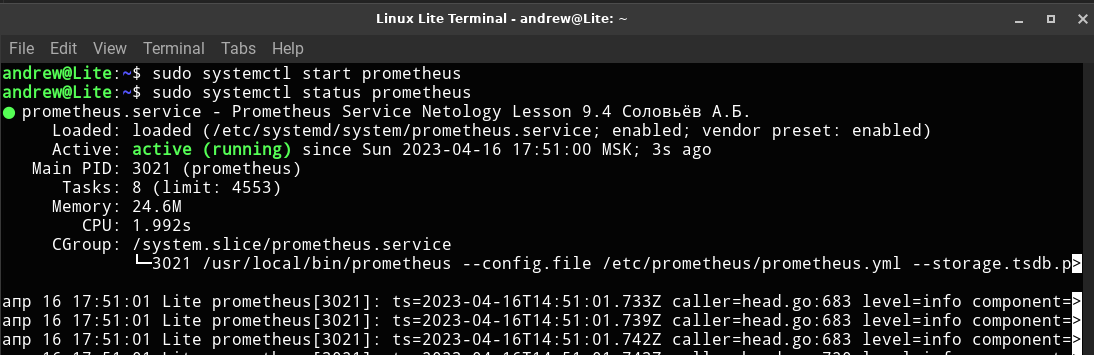 Linux Lite Terminal - andrew@Lite: ~
File Edit View Terminal Tabs Help
andrew@Lite:~$ sudo systemctl start prometheus
andrew@Lite:~$ sudo systemctl status prometheus
● prometheus.service - Prometheus Service Netology Lesson 9.4 Соловьёв А.Б.
Loaded: loaded (/etc/systemd/system/prometheus.service; enabled; vendor preset: enabled)
Active: active (running) since Sun 2023-04-16 17:51:00 MSK; 3s ago
Main PID: 3021 (prometheus)
Tasks: 8 (limit: 4553)
Memory: 24.6M
CPU: 1.992s
CGroup: /system.slice/prometheus.service
└─3021 /usr/local/bin/prometheus --config.file /etc/prometheus/prometheus.yml --storage.tsdb.p>
апр 16 17:51:01 Lite prometheus[3021]: ts=2023-04-16T14:51:01.733Z caller=head.go:683 level=info component=>
апр 16 17:51:01 Lite prometheus[3021]: ts=2023-04-16T14:51:01.739Z caller=head.go:683 level=info component=>
апр 16 17:51:01 Lite prometheus[3021]: ts=2023-04-16T14:51:01.742Z caller=head.go:683 level=info component=>